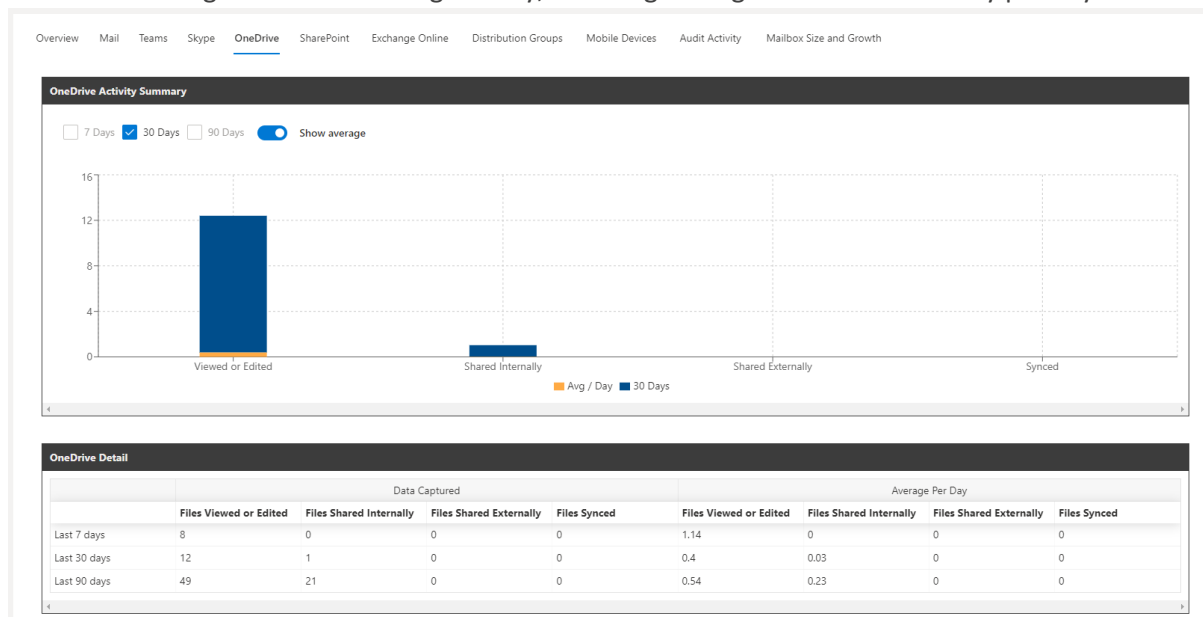 Overview Mail Teams Skype OneDrive SharePoint Exchange Online Distribution Groups Mobile Devices Audit Activity Mailbox Size and Growth
OneDrive Activity Summary
7 Days 30 Days 90 Days Show average
16
12
8
4
0
Viewed or Edited Shared Internally Shared Externally Synced
Avg / Day 30 Days
OneDrive Detail
Data Captured Average Per Day
Files Viewed or Edited Files Shared Internally Files Shared Externally Files Synced Files Viewed or Edited Files Shared Internally Files Shared Externally Files Synced
Last 7 days 8 0 0 0 1.14 0 0 0
Last 30 days 12 1 0 0 0.4 0.03 0 0
Last 90 days 49 21 0 0 0.54 0.23 0 0